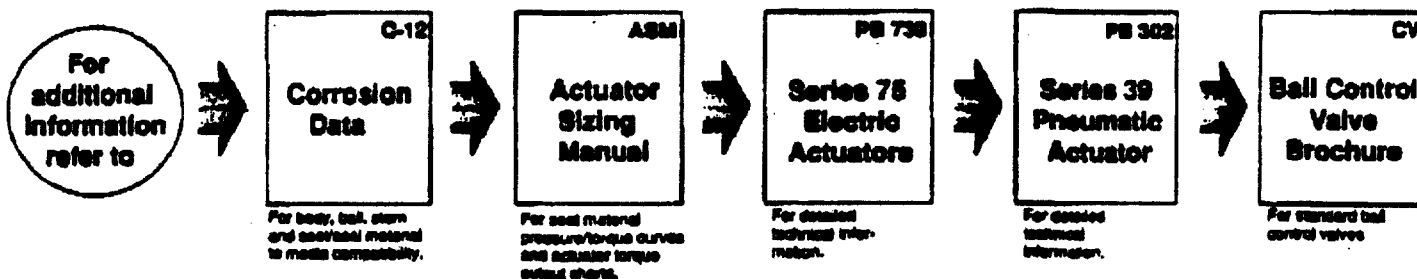 For
additional
information
refer to
C-12
Corrosion
Data
For body, ball, stem
and seat/seal material
to media compatibility.
ASM
Actuator
Sizing
Manual
For seat material
pressure/torque curves
and actuator torque
output charts.
PB 738
Series 75
Electric
Actuators
For detailed
technical infor-
mation.
PB 302
Series 39
Pneumatic
Actuator
For detailed
technical
information.
CV
Ball Control
Valve
Brochure
For standard ball
control valves